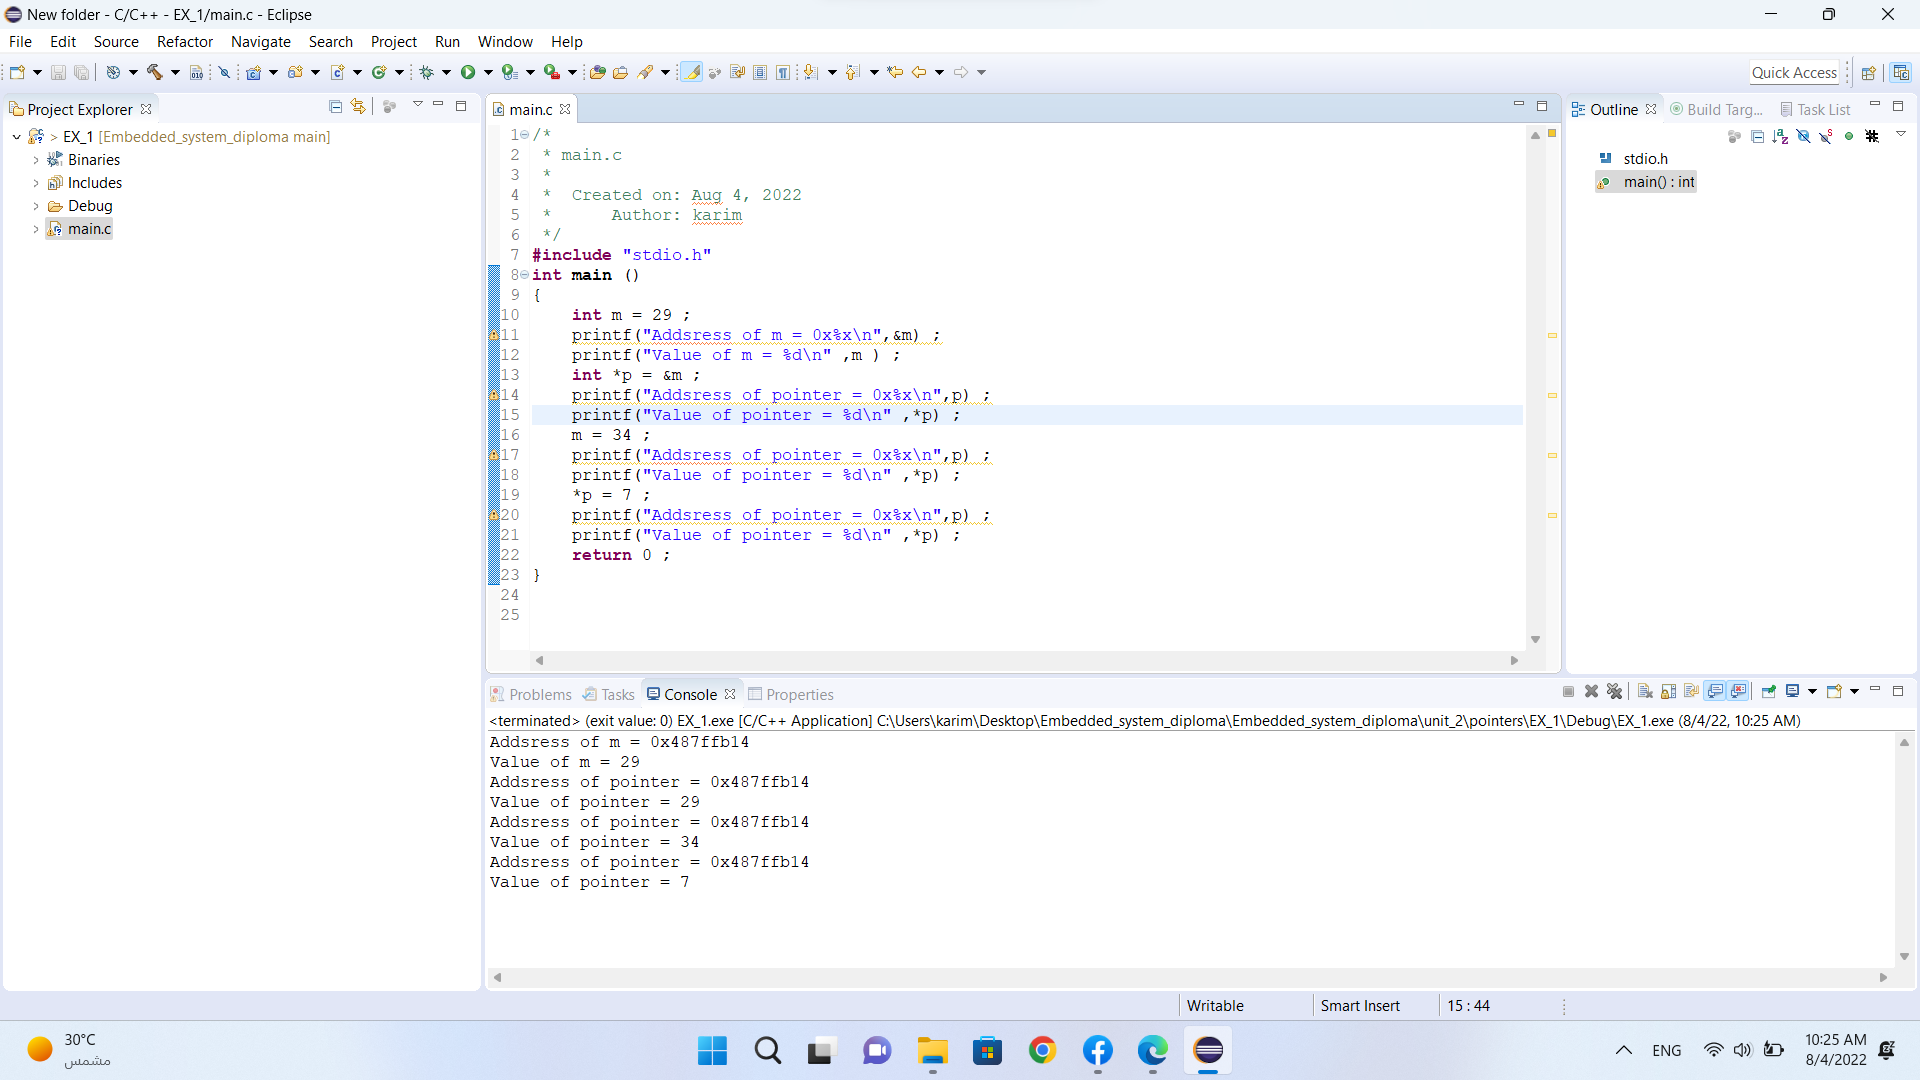 New folder - C/C++ - EX_1/main.c - Eclipse
File Edit Source Refactor Navigate Search Project Run Window Help
Quick Access
Project Explorer
EX_1 [Embedded_system_diploma main]
Binaries
Includes
Debug
main.c
main.c
1 /*
2 * main.c
3 *
4 * Created on: Aug 4, 2022
5 * Author: karim
6 */
7 #include "stdio.h"
8 int main ()
9 {
10 int m = 29 ;
11 printf("Addsress of m = 0x%x\n",&m) ;
12 printf("Value of m = %d\n" ,m ) ;
13 int *p = &m ;
14 printf("Addsress of pointer = 0x%x\n",p) ;
15 printf("Value of pointer = %d\n" ,*p) ;
16 m = 34 ;
17 printf("Addsress of pointer = 0x%x\n",p) ;
18 printf("Value of pointer = %d\n" ,*p) ;
19 *p = 7 ;
20 printf("Addsress of pointer = 0x%x\n",p) ;
21 printf("Value of pointer = %d\n" ,*p) ;
22 return 0 ;
23 }
24
25
Outline Build Targ... Task List
stdio.h
main() : int
Problems Tasks Console Properties
<terminated> (exit value: 0) EX_1.exe [C/C++ Application] C:\Users\karim\Desktop\Embedded_system_diploma\Embedded_system_diploma\unit_2\pointers\EX_1\Debug\EX_1.exe (8/4/22, 10:25 AM)
Addsress of m = 0x487ffb14
Value of m = 29
Addsress of pointer = 0x487ffb14
Value of pointer = 29
Addsress of pointer = 0x487ffb14
Value of pointer = 34
Addsress of pointer = 0x487ffb14
Value of pointer = 7
Writable Smart Insert 15 : 44
30°C
مشمس
ENG
10:25 AM
8/4/2022